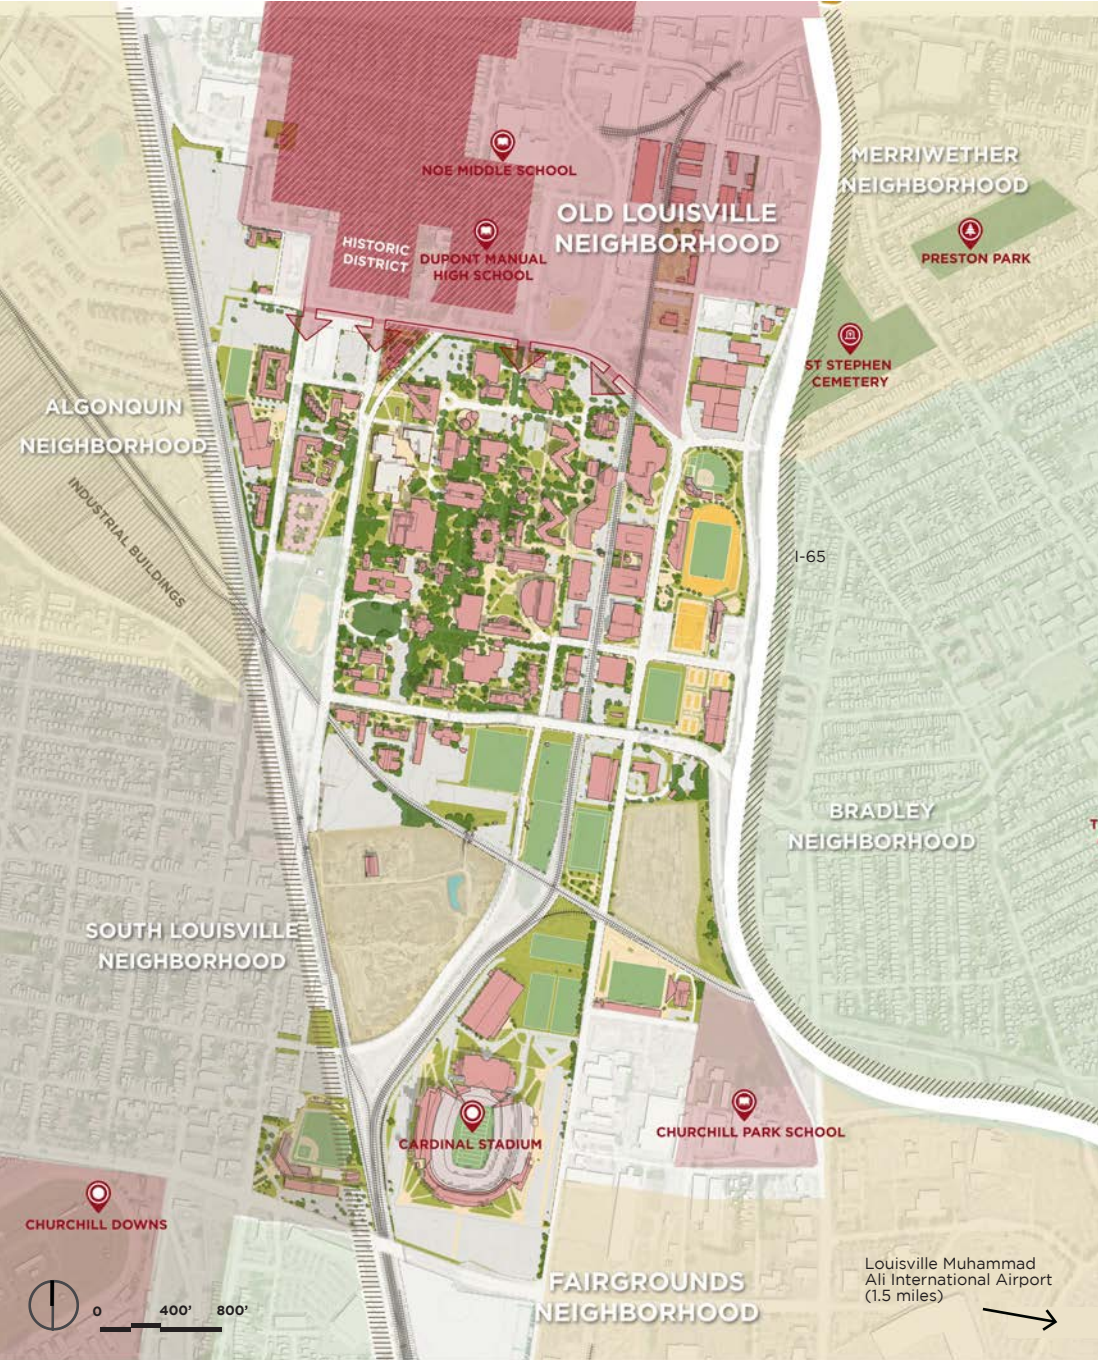 MERRIWETHER
NEIGHBORHOOD
NOE MIDDLE SCHOOL
OLD LOUISVILLE
NEIGHBORHOOD
HISTORIC
DISTRICT
DUPONT MANUAL
HIGH SCHOOL
PRESTON PARK
ST STEPHEN
CEMETERY
ALGONQUIN
NEIGHBORHOOD
INDUSTRIAL BUILDINGS
I-65
BRADLEY
NEIGHBORHOOD
T
SOUTH LOUISVILLE
NEIGHBORHOOD
CARDINAL STADIUM
CHURCHILL PARK SCHOOL
CHURCHILL DOWNS
FAIRGROUNDS
NEIGHBORHOOD
Louisville Muhammad
Ali International Airport
(1.5 miles)
0 400' 800'